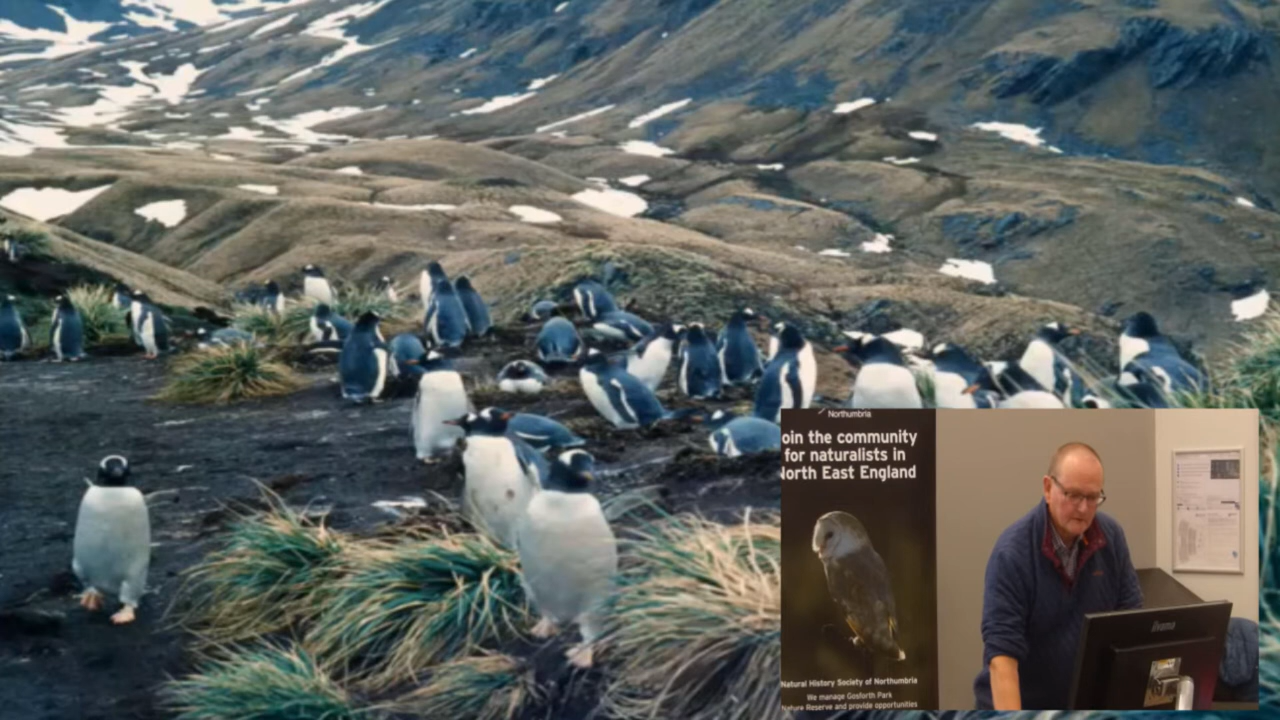 Northumbria
oin the community
for naturalists in
North East England
Natural History Society of Northumbria
We manage Gosforth Park
Nature Reserve and provide opportunities
iiyama